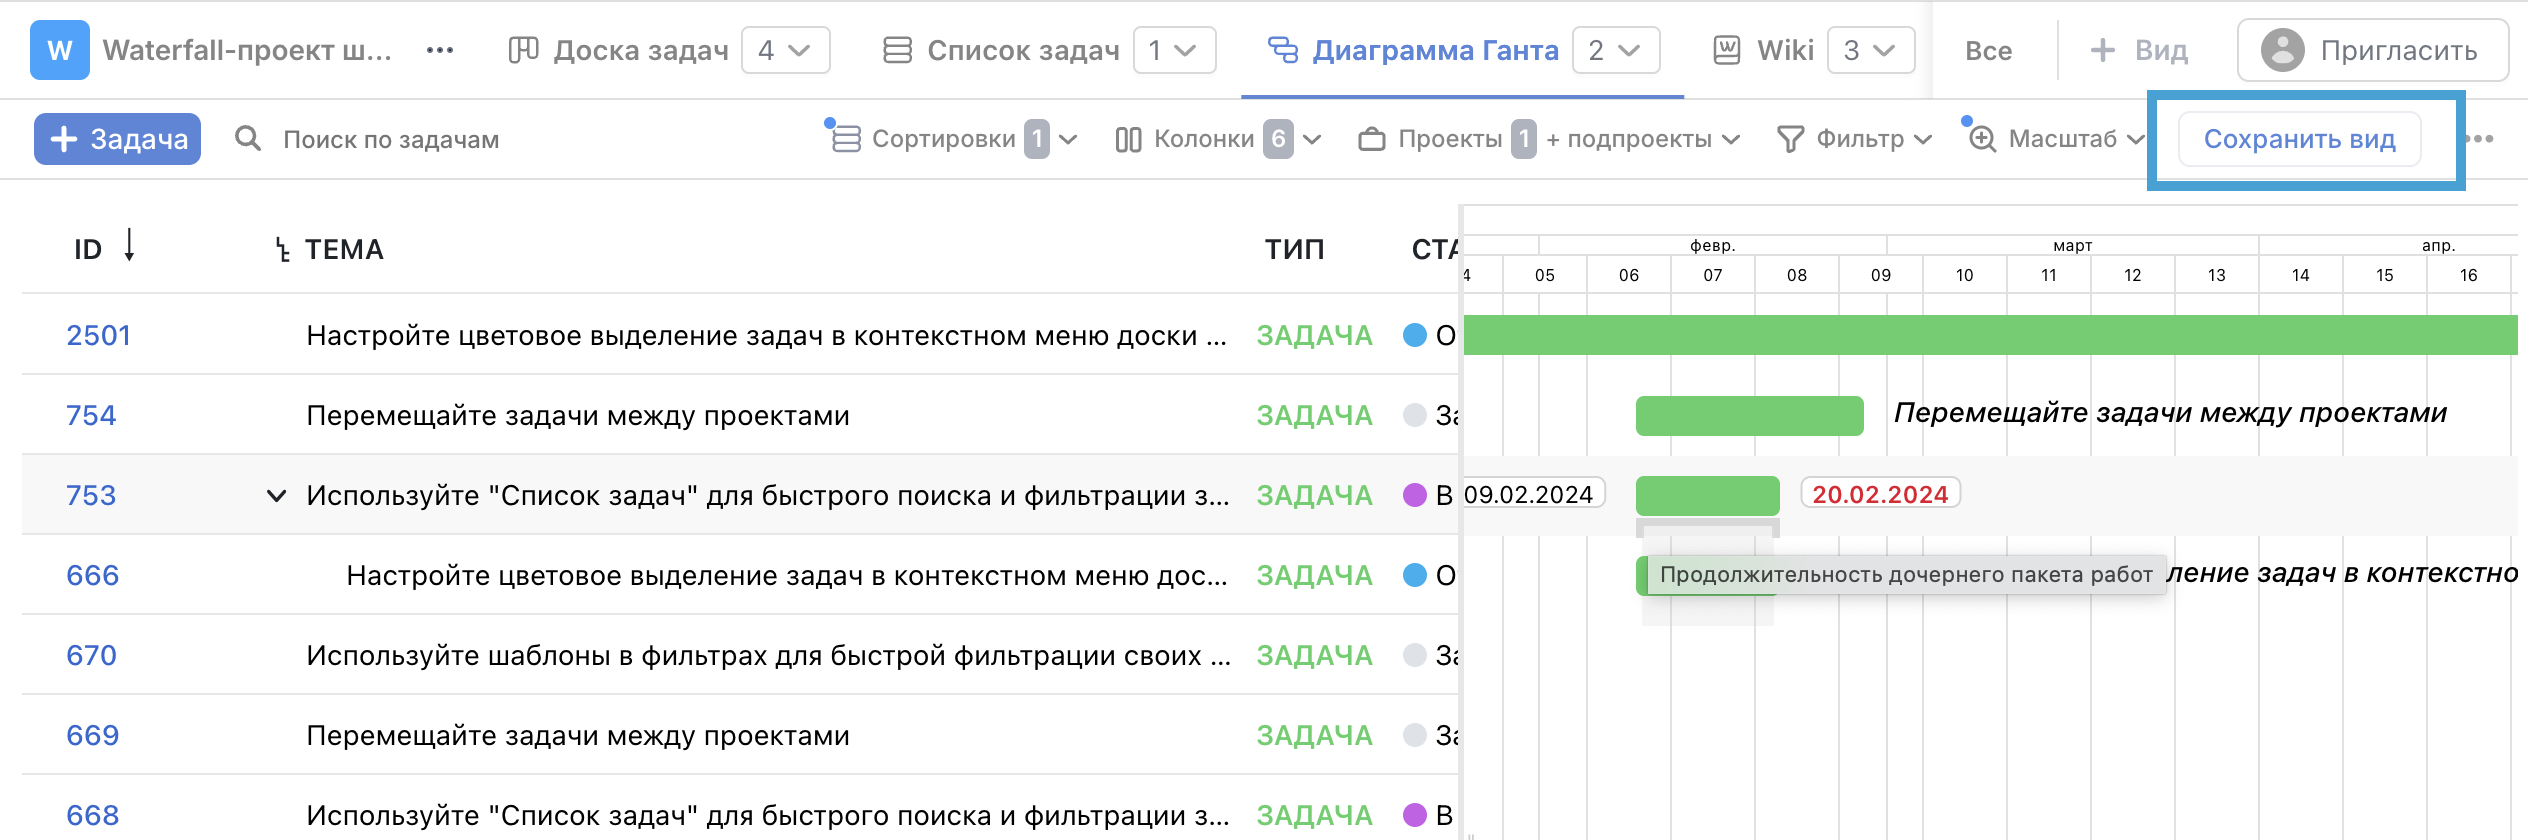 W Waterfall-проект ш... ••• Доска задач 4 Список задач 1 Диаграмма Ганта 2 Wiki 3 Все + Вид Пригласить
+ Задача Поиск по задачам Сортировки 1 Колонки 6 Проекты 1 + подпроекты Фильтр Масштаб Сохранить вид •••
ID ТЕМА ТИП СТА
февр. март апр.
4 05 06 07 08 09 10 11 12 13 14 15 16
2501 Настройте цветовое выделение задач в контекстном меню доски ... ЗАДАЧА О
754 Перемещайте задачи между проектами ЗАДАЧА За Перемещайте задачи между проектами
753 Используйте "Список задач" для быстрого поиска и фильтрации з... ЗАДАЧА В 09.02.2024 20.02.2024
666 Настройте цветовое выделение задач в контекстном меню дос... ЗАДАЧА О Продолжительность дочернего пакета работ ление задач в контекстно
670 Используйте шаблоны в фильтрах для быстрой фильтрации своих ... ЗАДАЧА За
669 Перемещайте задачи между проектами ЗАДАЧА За
668 Используйте "Список задач" для быстрого поиска и фильтрации з... ЗАДАЧА В